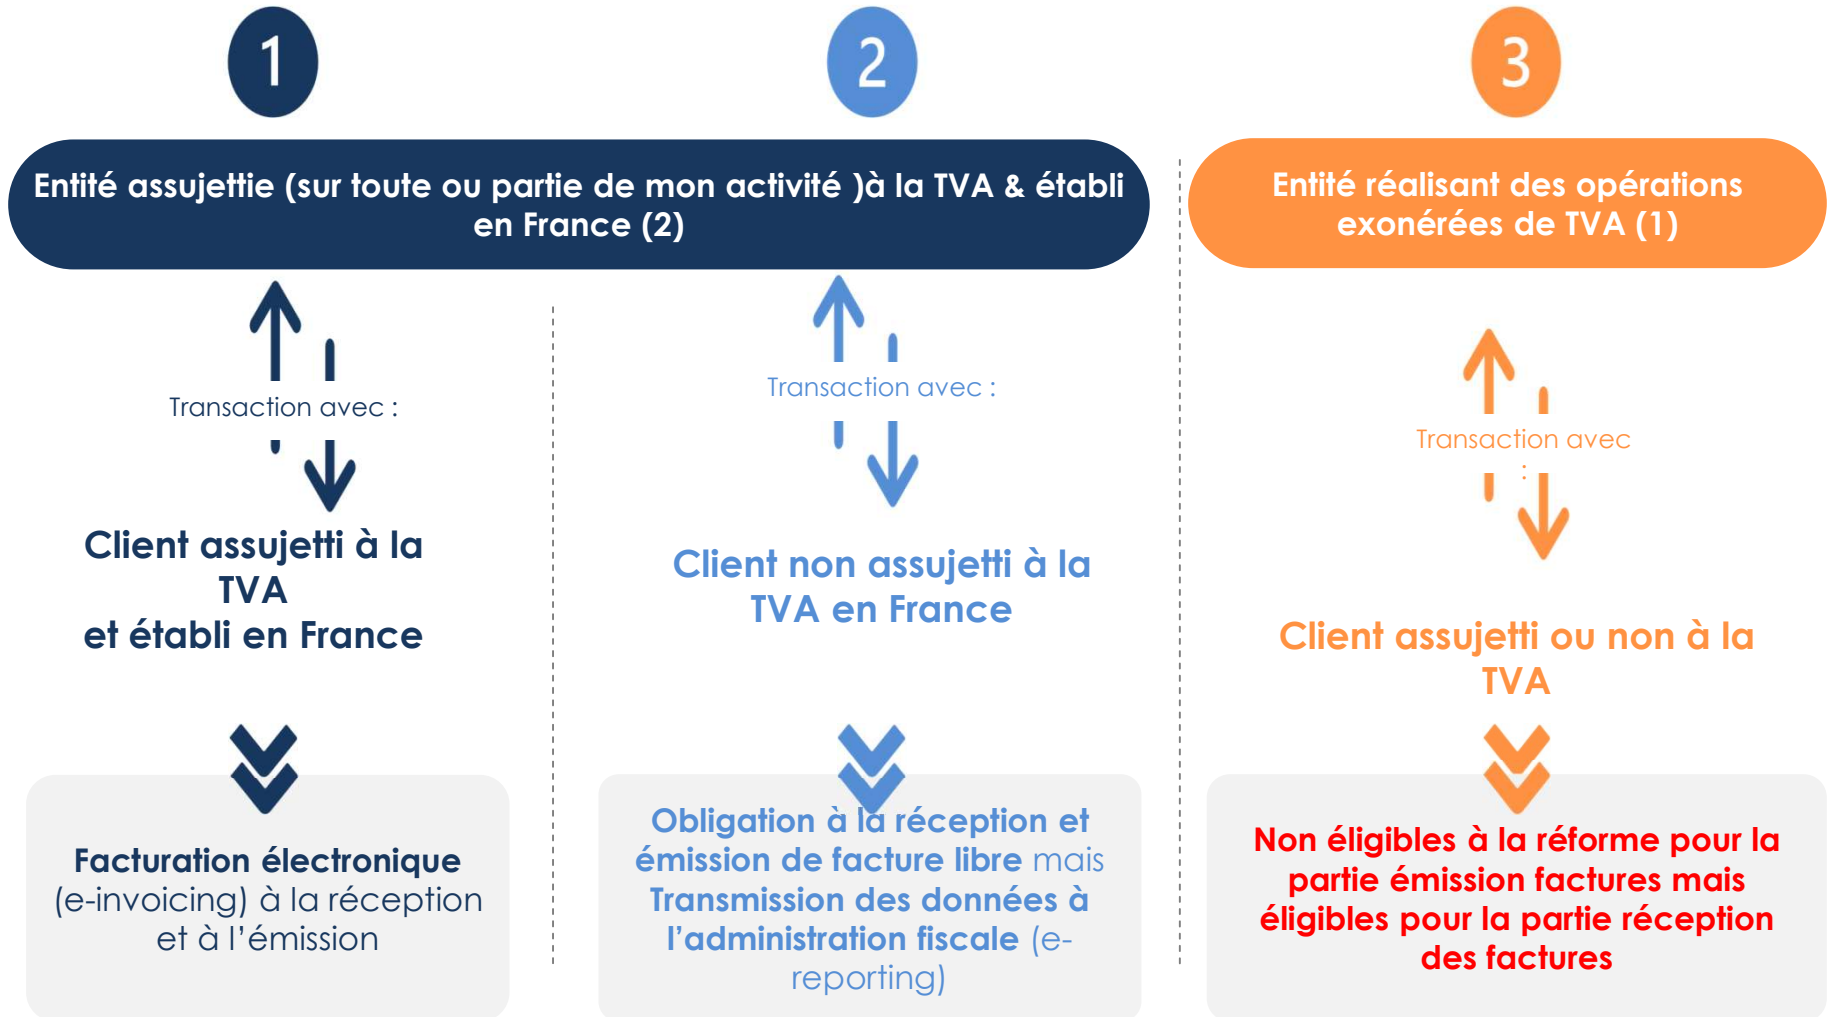 1
2
3
Entité assujettie (sur toute ou partie de mon activité )à la TVA & établi
en France (2)
Entité réalisant des opérations
exonérées de TVA (1)
Transaction avec :
Transaction avec :
Transaction avec
:
Client assujetti à la
TVA
et établi en France
Client non assujetti à la
TVA en France
Client assujetti ou non à la
TVA
Facturation électronique
(e-invoicing) à la réception
et à l’émission
Obligation à la réception et
émission de facture libre mais
Transmission des données à
l’administration fiscale (e-
reporting)
Non éligibles à la réforme pour la
partie émission factures mais
éligibles pour la partie réception
des factures